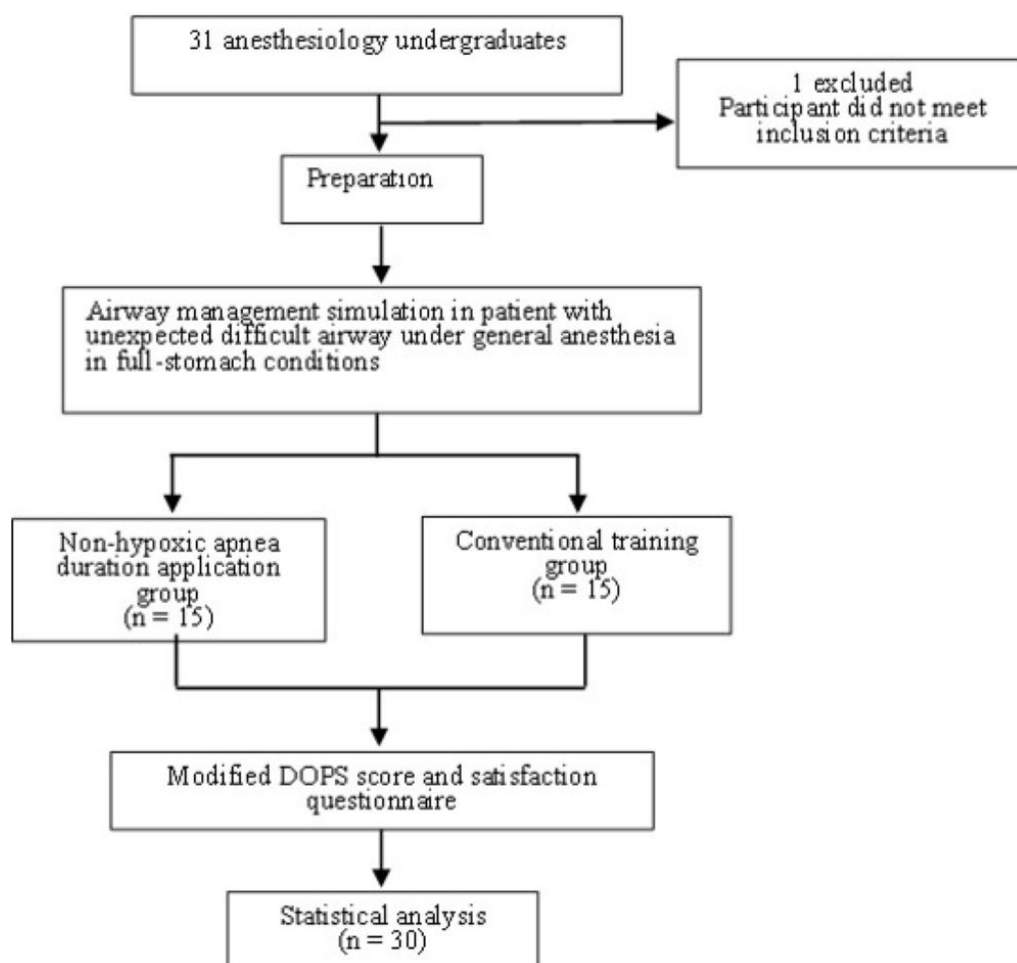 31 anesthesiology undergraduates
1 excluded
Participant did not meet
inclusion criteria
Preparation
Airway management simulation in patient with
unexpected difficult airway under general anesthesia
in full-stomach conditions
Non-hypoxic apnea
duration application
group
(n = 15)
Conventional training
group
(n = 15)
Modified DOPS score and satisfaction
questionnaire
Statistical analysis
(n = 30)